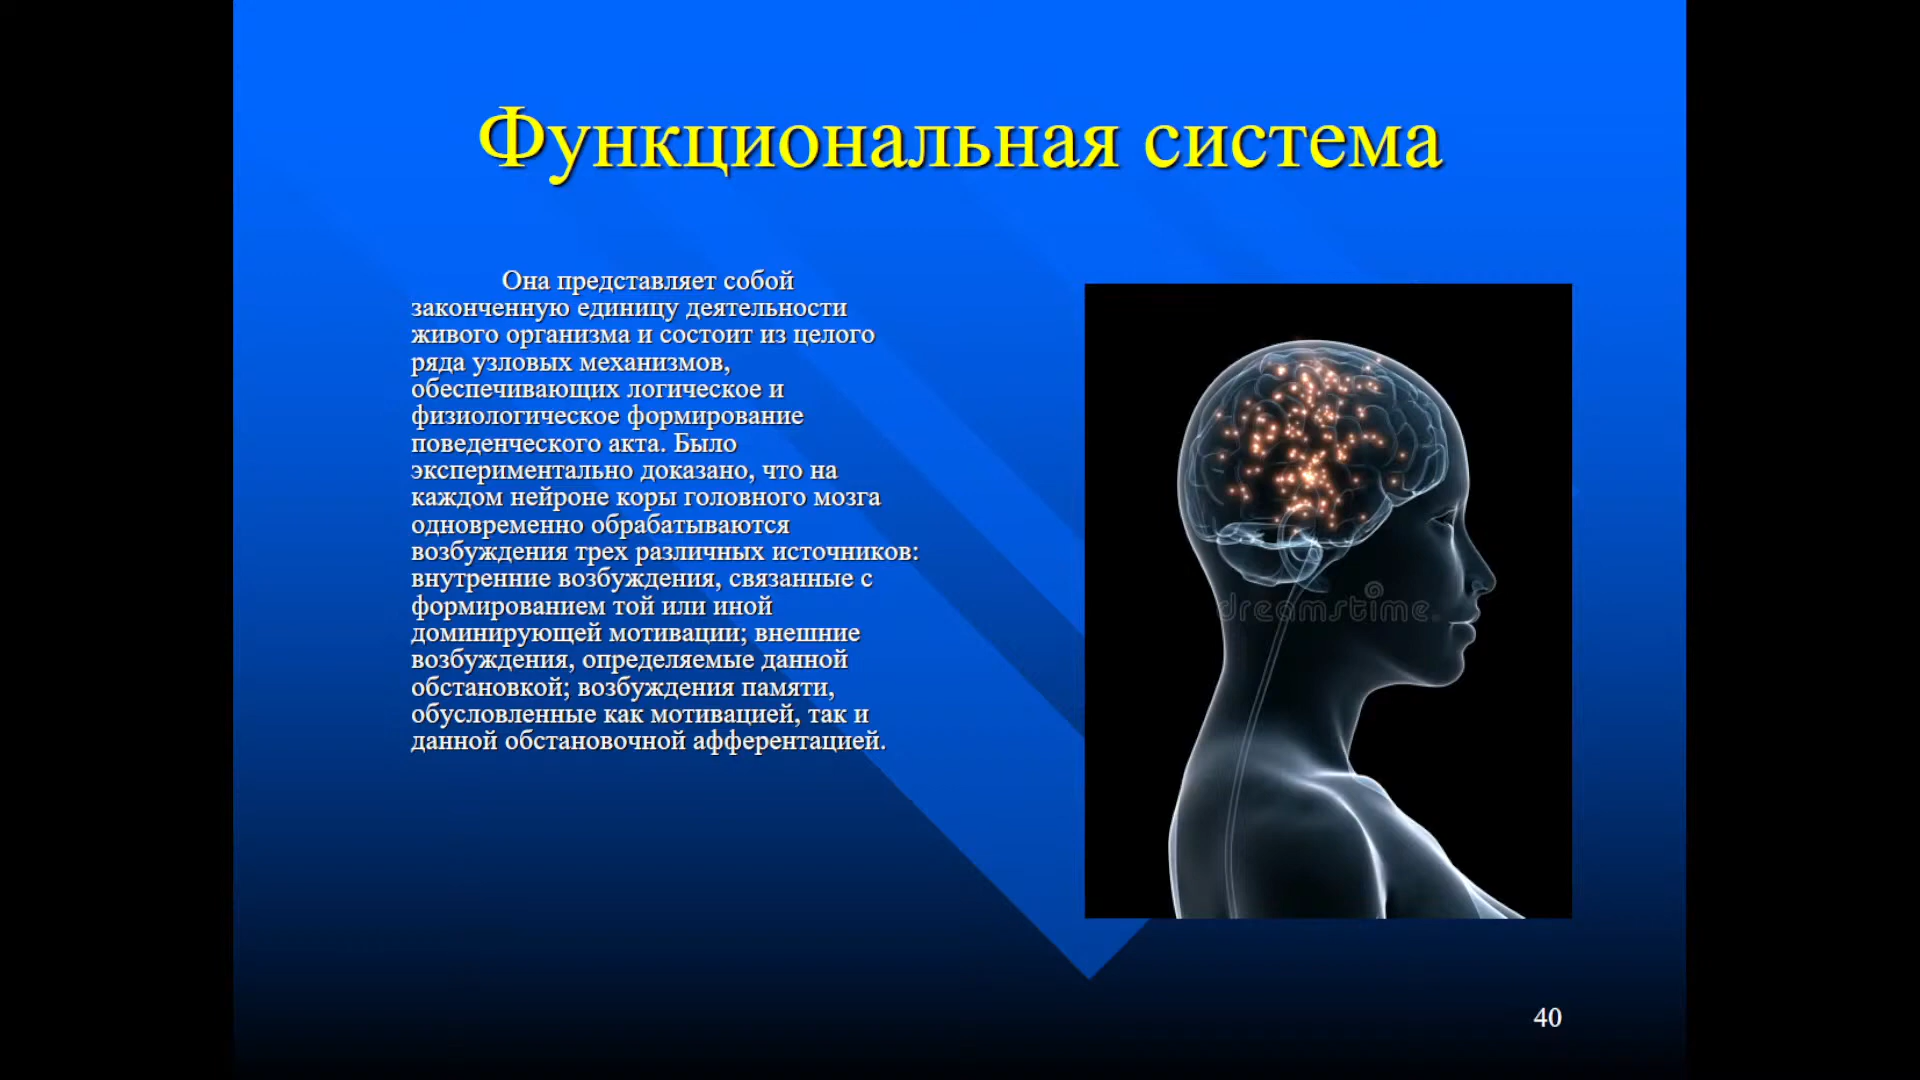 Функциональная система
Она представляет собой
законченную единицу деятельности
живого организма и состоит из целого
ряда узловых механизмов,
обеспечивающих логическое и
физиологическое формирование
поведенческого акта. Было
экспериментально доказано, что на
каждом нейроне коры головного мозга
одновременно обрабатываются
возбуждения трех различных источников:
внутренние возбуждения, связанные с
формированием той или иной
доминирующей мотивации; внешние
возбуждения, определяемые данной
обстановкой; возбуждения памяти,
обусловленные как мотивацией, так и
данной обстановочной афферентацией.
dreamstime.
40